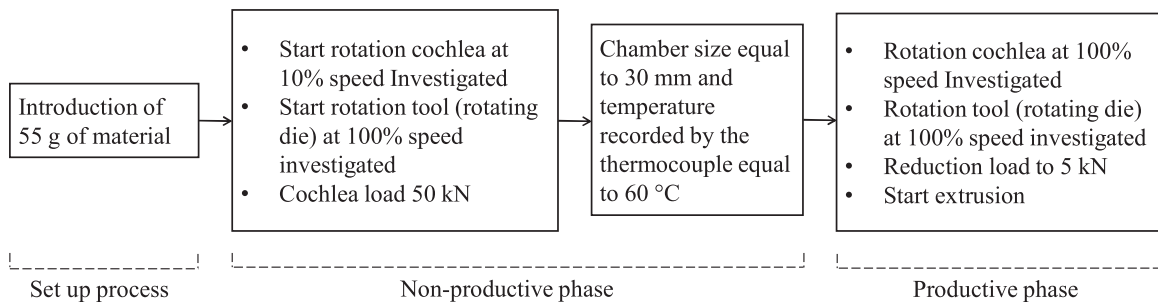 Introduction of
55 g of material
• Start rotation cochlea at
10% speed Investigated
• Start rotation tool (rotating
die) at 100% speed
investigated
• Cochlea load 50 kN
Chamber size equal
to 30 mm and
temperature
recorded by the
thermocouple equal
to 60 °C
• Rotation cochlea at 100%
speed Investigated
• Rotation tool (rotating die)
at 100% speed investigated
• Reduction load to 5 kN
• Start extrusion
Set up process
Non-productive phase
Productive phase